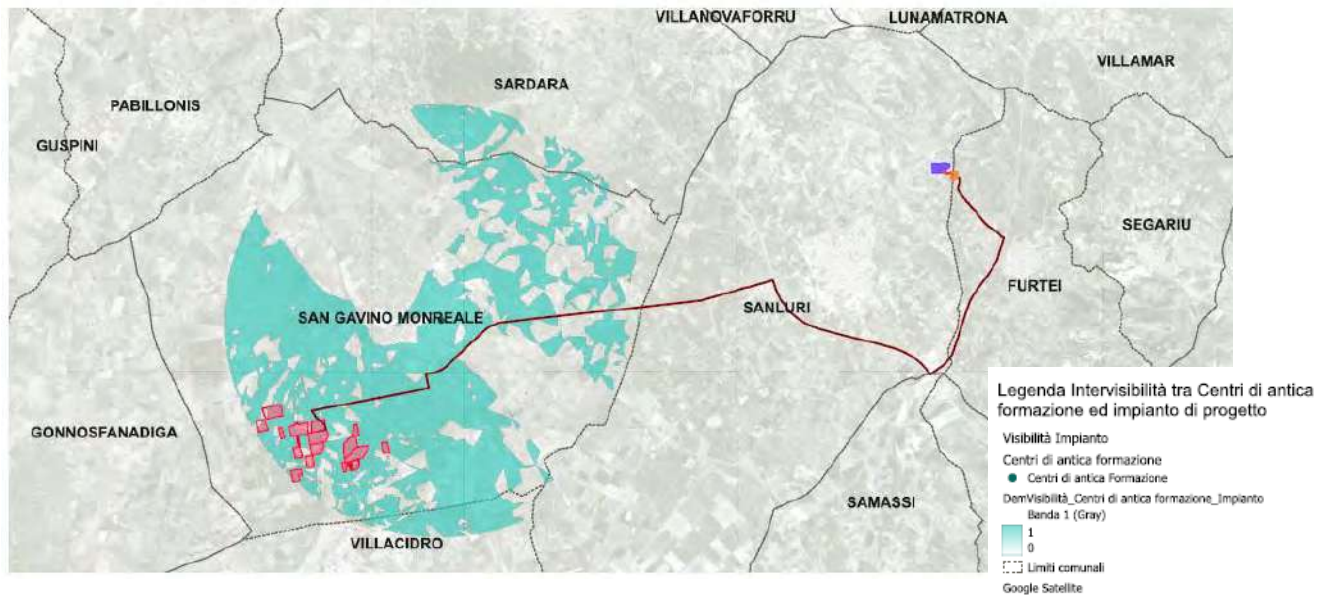 VILLANOVAFORRU
LUNAMATRONA
VILLAMAR
SARDARA
PABILLONIS
GUSPINI
SEGARIU
FURTEI
SANLURI
SAN GAVINO MONREALE
GONNOSFANADIGA
SAMASSI
VILLACIDRO
Legenda Intervisibilità tra Centri di antica
formazione ed impianto di progetto
Visibilità Impianto
Centri di antica formazione
Centri di antica Formazione
DemVisibilità_Centri di antica formazione_Impianto
Banda 1 (Gray)
1
0
Limiti comunali
Google Satellite